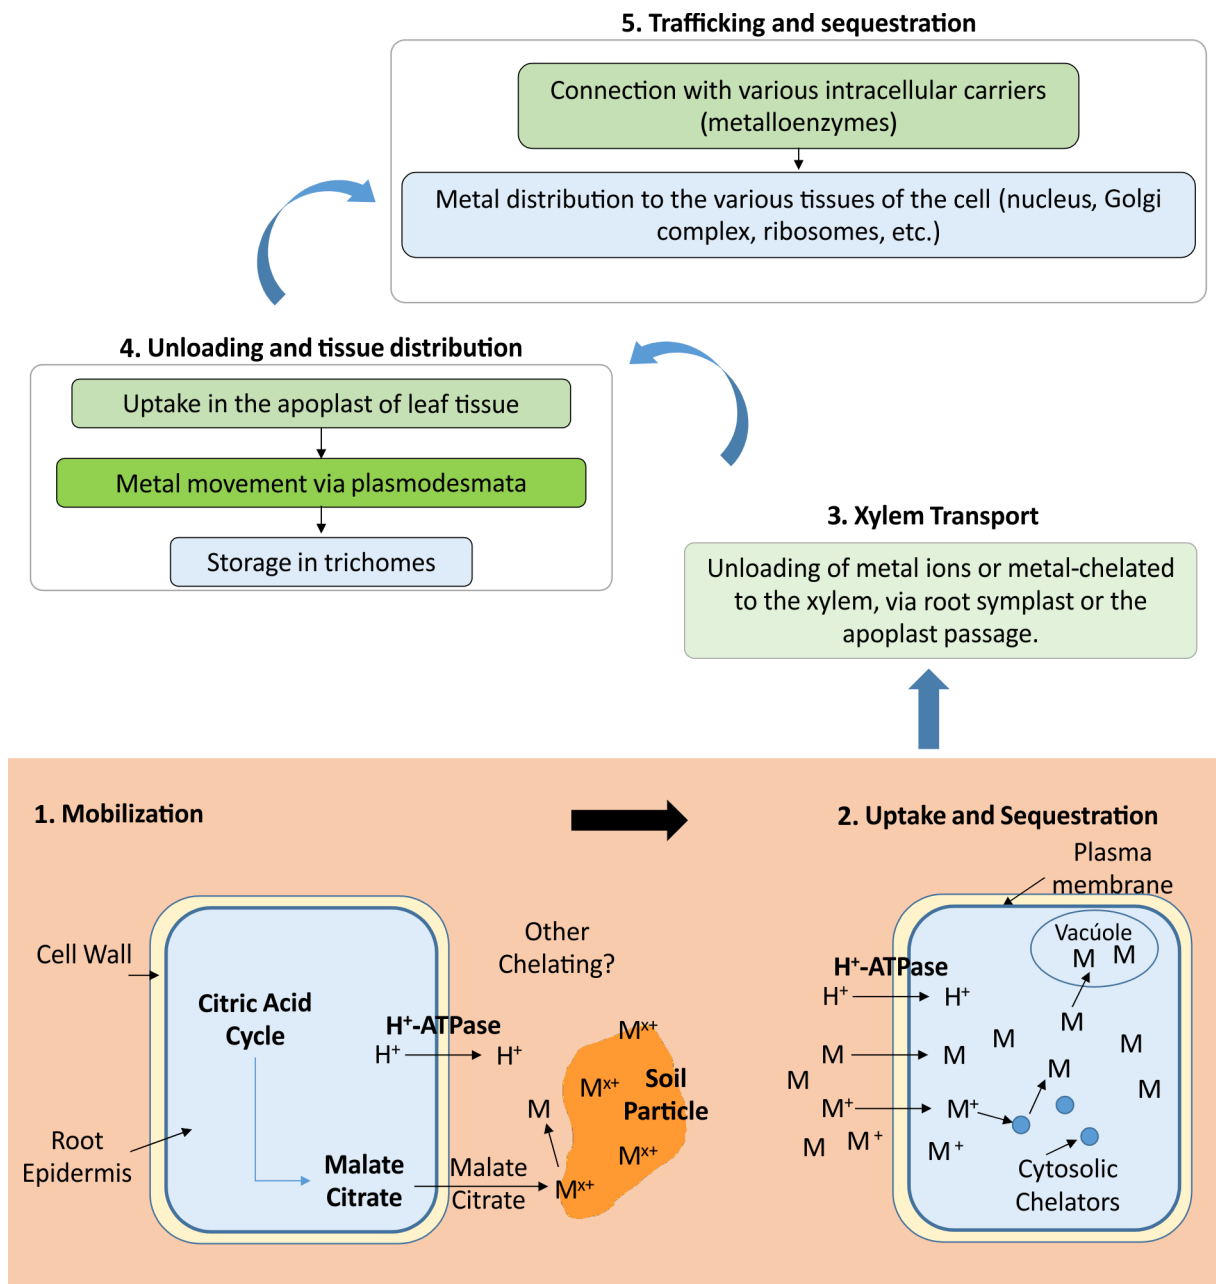 5. Trafficking and sequestration
Connection with various intracellular carriers
(metalloenzymes)
Metal distribution to the various tissues of the cell (nucleus, Golgi
complex, ribosomes, etc.)
4. Unloading and tissue distribution
Uptake in the apoplast of leaf tissue
Metal movement via plasmodesmata
Storage in trichomes
3. Xylem Transport
Unloading of metal ions or metal-chelated
to the xylem, via root symplast or the
apoplast passage.
1. Mobilization
Cell Wall
Root
Epidermis
Citric Acid
Cycle
Malate
Citrate
H⁺-ATPase
H⁺
H⁺
Malate
Citrate
Other
Chelating?
M
Mˣ⁺
Mˣ⁺
Soil
Particle
Mˣ⁺
Mˣ⁺
2. Uptake and Sequestration
Plasma
membrane
Vacúole
M
M
H⁺-ATPase
H⁺
H⁺
M
M
M
M
M
M
M
M
M⁺
M⁺
M
M⁺
M⁺
Cytosolic
Chelators